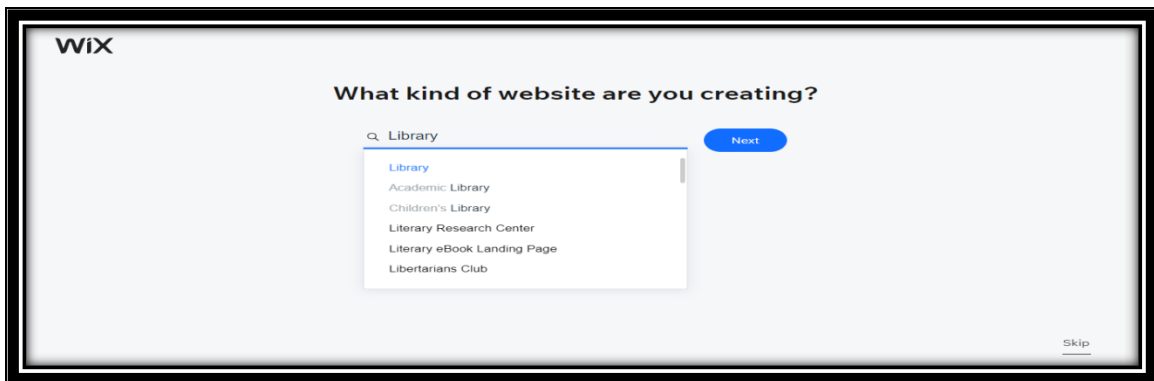 WiX
What kind of website are you creating?
Library
Next
Library
Academic Library
Children's Library
Literary Research Center
Literary eBook Landing Page
Libertarians Club
Skip